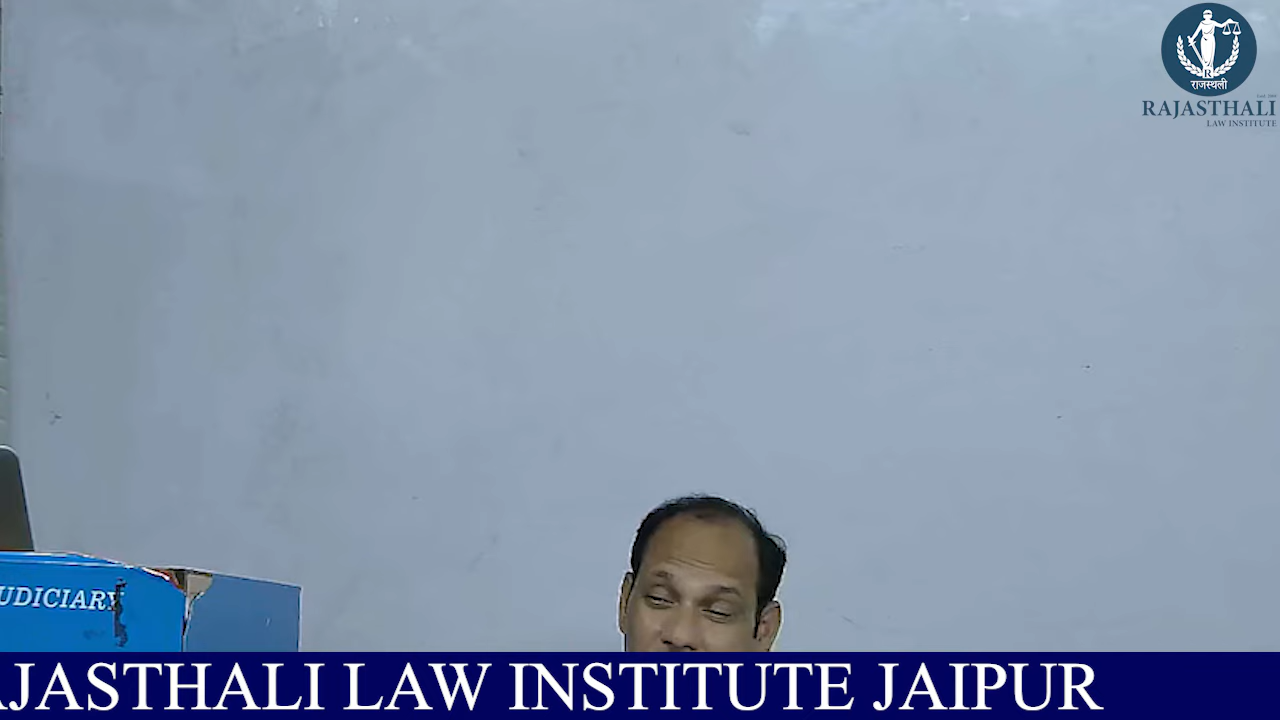 राजस्थली
RAJASTHALI
LAW INSTITUTE
UDICIARY
AJASTHALI LAW INSTITUTE JAIPUR